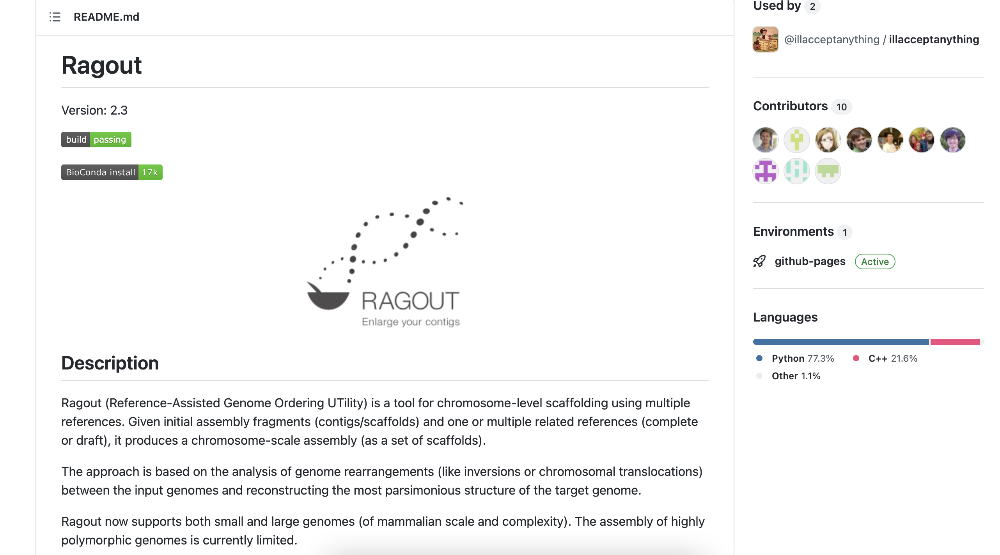 README.md
Ragout
Version: 2.3
build passing
BioConda install 17k
RAGOUT
Enlarge your contigs
Description
Ragout (Reference-Assisted Genome Ordering UTility) is a tool for chromosome-level scaffolding using multiple
references. Given initial assembly fragments (contigs/scaffolds) and one or multiple related references (complete
or draft), it produces a chromosome-scale assembly (as a set of scaffolds).
The approach is based on the analysis of genome rearrangements (like inversions or chromosomal translocations)
between the input genomes and reconstructing the most parsimonious structure of the target genome.
Ragout now supports both small and large genomes (of mammalian scale and complexity). The assembly of highly
polymorphic genomes is currently limited.
Used by 2
@illacceptanything / illacceptanything
Contributors 10
Environments 1
github-pages Active
Languages
Python 77.3% C++ 21.6%
Other 1.1%